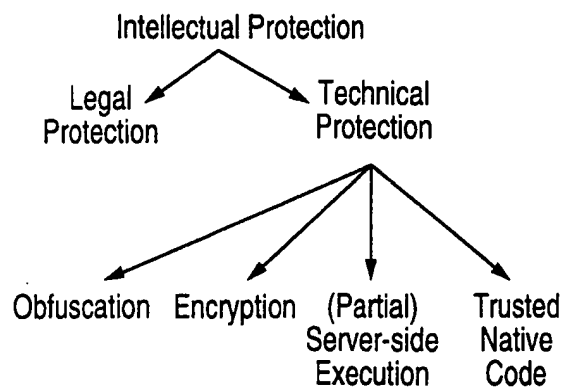 Intellectual Protection
Legal
Protection
Technical
Protection
Obfuscation
Encryption
(Partial)
Server-side
Execution
Trusted
Native
Code